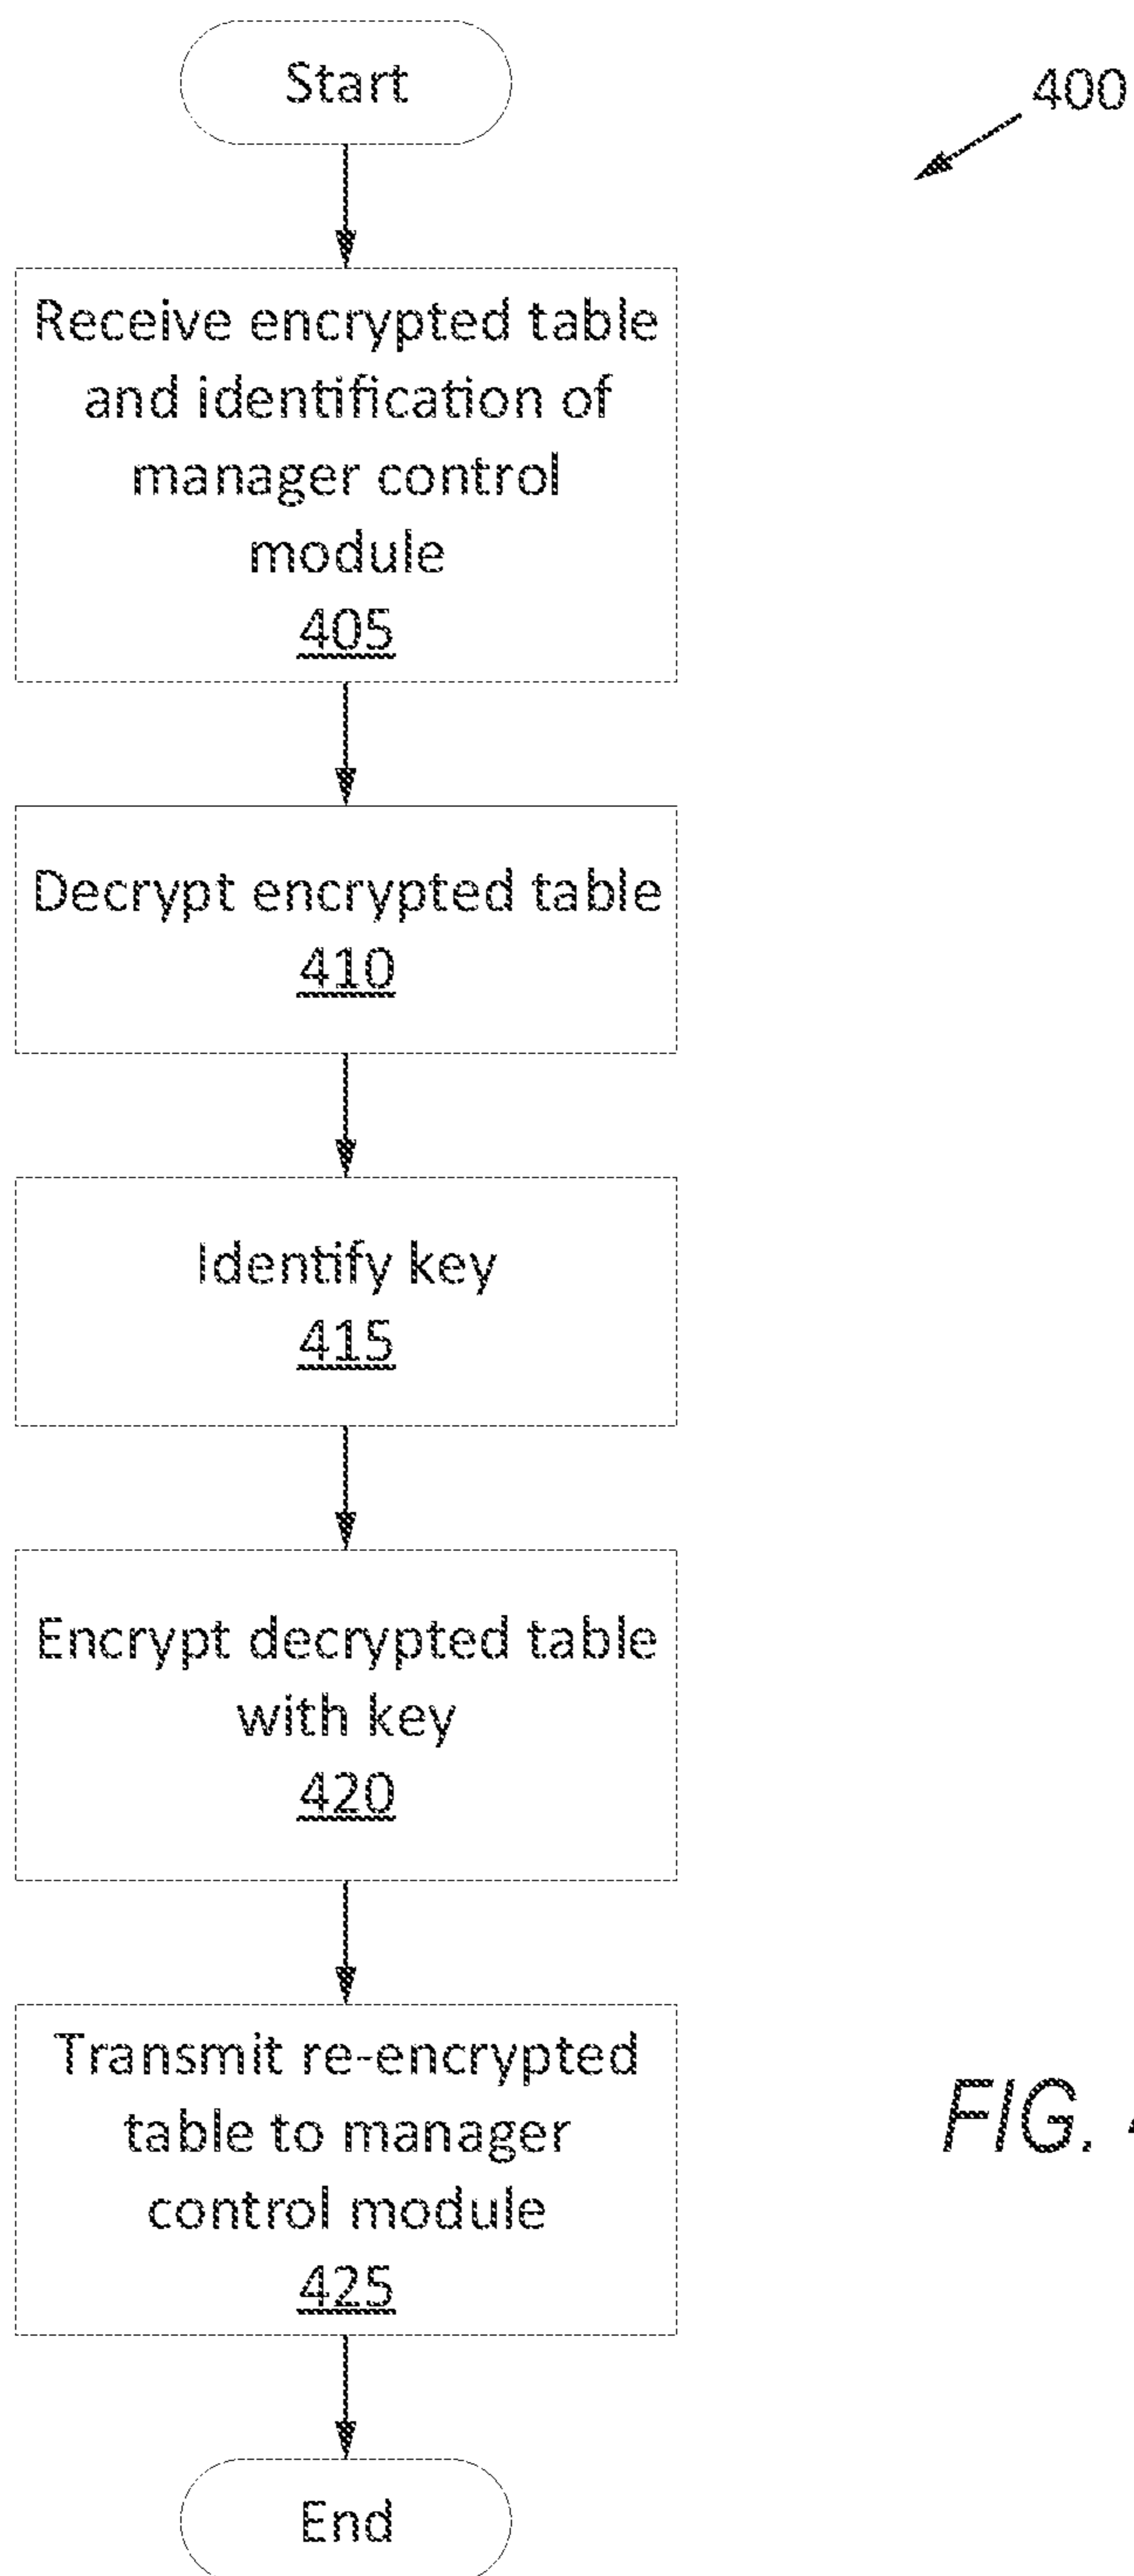 Start
400
Receive encrypted table
and identification of
manager control
module
405
Decrypt encrypted table
410
Identify key
415
Encrypt decrypted table
with key
420
Transmit re-encrypted
table to manager
control module
425
FIG.
End